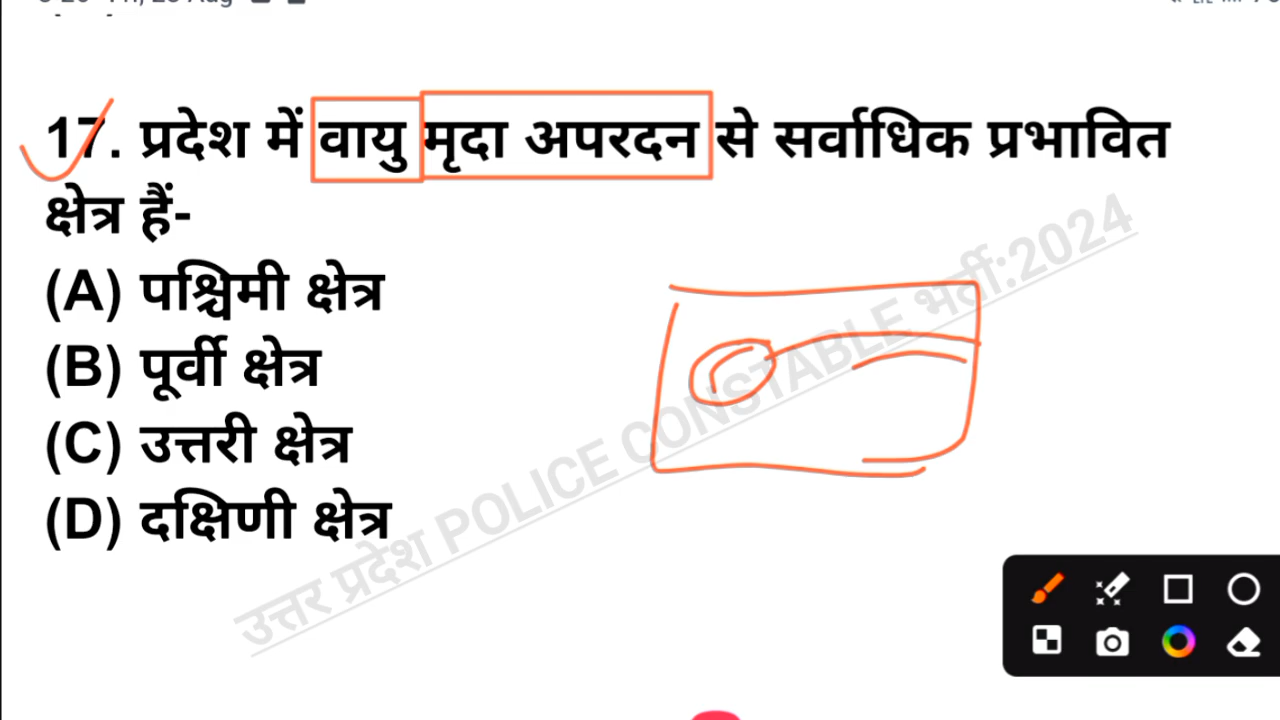 17. प्रदेश में वायु मृदा अपरदन से सर्वाधिक प्रभावित
क्षेत्र हैं-
(A) पश्चिमी क्षेत्र
(B) पूर्वी क्षेत्र
(C) उत्तरी क्षेत्र
(D) दक्षिणी क्षेत्र
उत्तर प्रदेश POLICE CONSTABLE भर्ती:2024